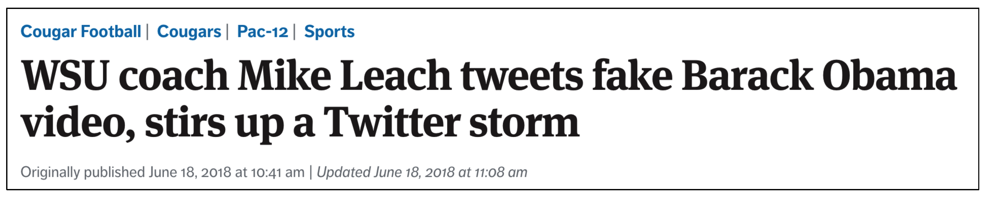 Cougar Football | Cougars | Pac-12 | Sports
WSU coach Mike Leach tweets fake Barack Obama
video, stirs up a Twitter storm
Originally published June 18, 2018 at 10:41 am | Updated June 18, 2018 at 11:08 am